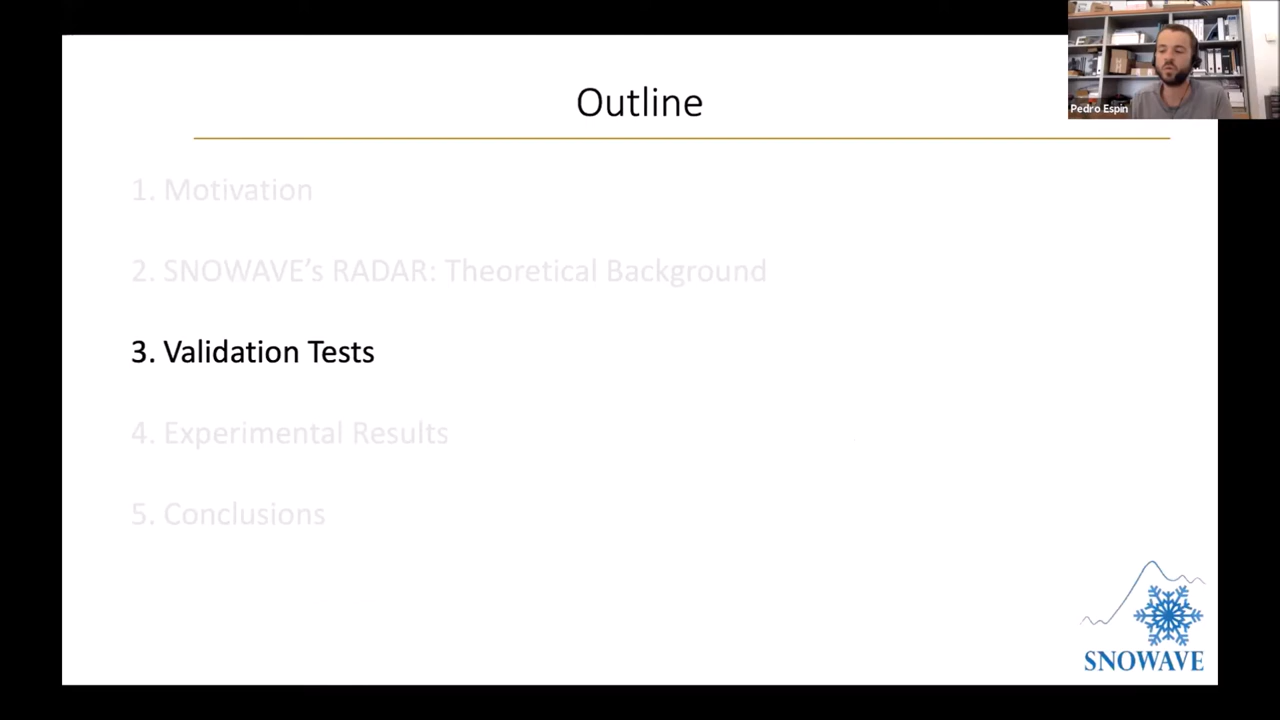 Outline
Pedro Espin
1. Motivation
2. SNOWAVE's RADAR: Theoretical Background
3. Validation Tests
4. Experimental Results
5. Conclusions
SNOWAVE